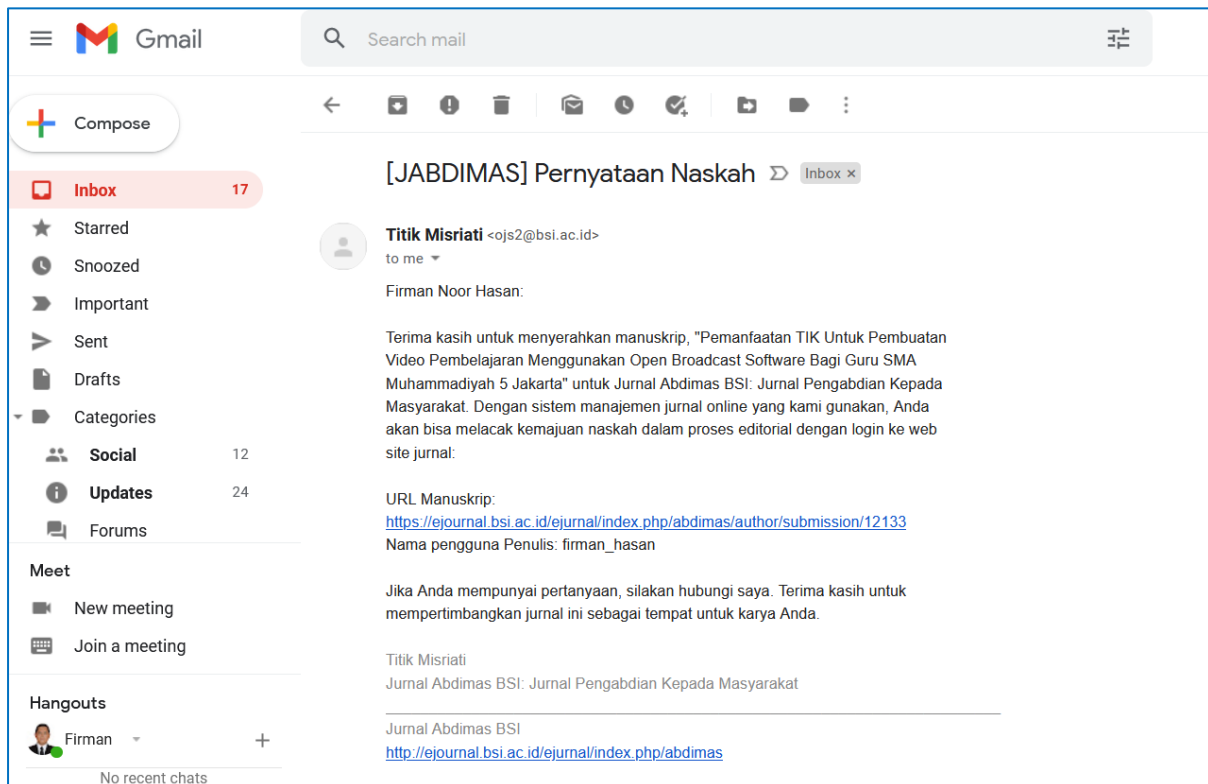 Gmail
Search mail
Compose
Inbox 17
Starred
Snoozed
Important
Sent
Drafts
Categories
Social 12
Updates 24
Forums
Meet
New meeting
Join a meeting
Hangouts
Firman
No recent chats
[JABDIMAS] Pernyataan Naskah Inbox x
Titik Misriati <ojs2@bsi.ac.id>
to me
Firman Noor Hasan:
Terima kasih untuk menyerahkan manuskrip, "Pemanfaatan TIK Untuk Pembuatan
Video Pembelajaran Menggunakan Open Broadcast Software Bagi Guru SMA
Muhammadiyah 5 Jakarta" untuk Jurnal Abdimas BSI: Jurnal Pengabdian Kepada
Masyarakat. Dengan sistem manajemen jurnal online yang kami gunakan, Anda
akan bisa melacak kemajuan naskah dalam proses editorial dengan login ke web
site jurnal:
URL Manuskrip:
https://ejournal.bsi.ac.id/ejurnal/index.php/abdimas/author/submission/12133
Nama pengguna Penulis: firman_hasan
Jika Anda mempunyai pertanyaan, silakan hubungi saya. Terima kasih untuk
mempertimbangkan jurnal ini sebagai tempat untuk karya Anda.
Titik Misriati
Jurnal Abdimas BSI: Jurnal Pengabdian Kepada Masyarakat
Jurnal Abdimas BSI
http://ejournal.bsi.ac.id/ejurnal/index.php/abdimas